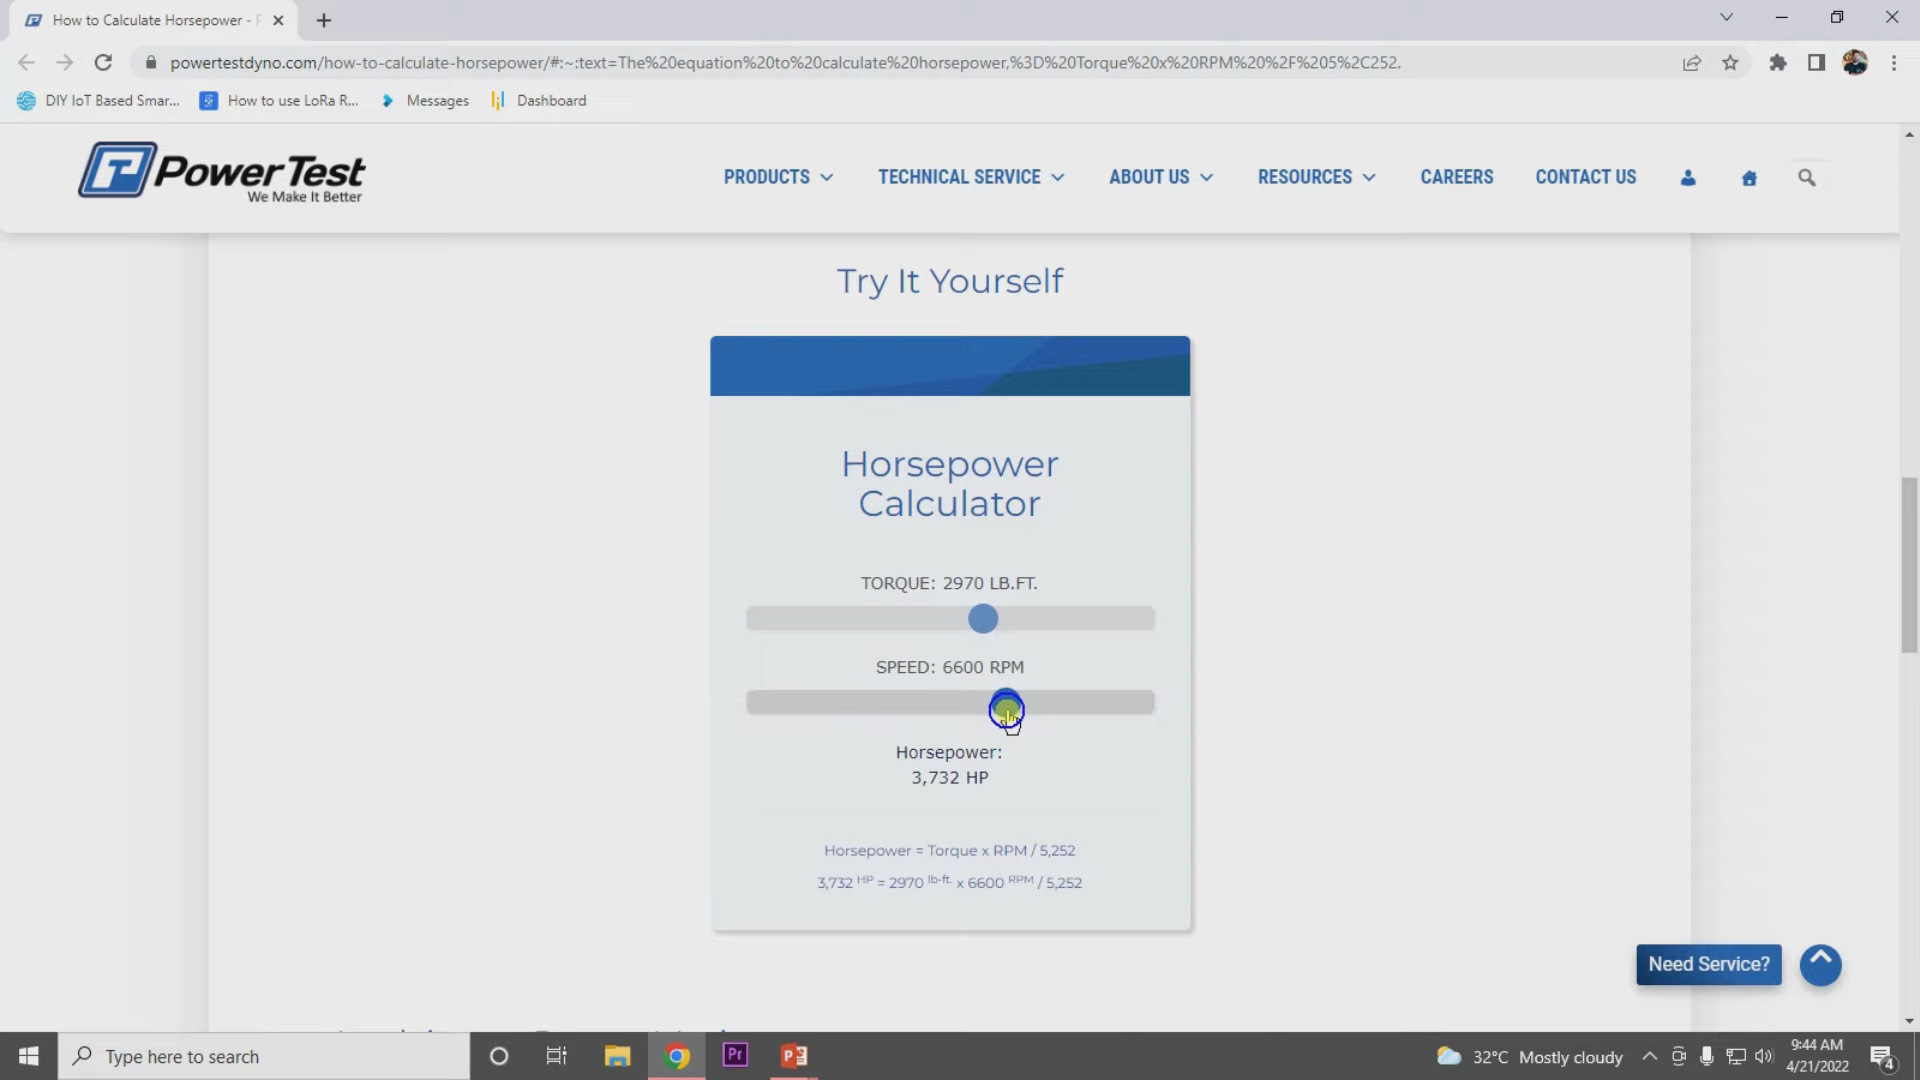 How to Calculate Horsepower -
powertestdyno.com/how-to-calculate-horsepower/#:~:text=The%20equation%20to%20calculate%20horsepower,%3D%20Torque%20x%20RPM%20%2F%205%2C252.
DIY IoT Based Smar... How to use LoRa R... Messages Dashboard
PowerTest
We Make It Better
PRODUCTS TECHNICAL SERVICE ABOUT US RESOURCES CAREERS CONTACT US
Try It Yourself
Horsepower
Calculator
TORQUE: 2970 LB.FT.
SPEED: 6600 RPM
Horsepower:
3,732 HP
Horsepower = Torque x RPM / 5,252
3,732 HP = 2970 lb-ft. x 6600 RPM / 5,252
Need Service?
Type here to search
Pr
P
32°C Mostly cloudy
9:44 AM
4/21/2022
4